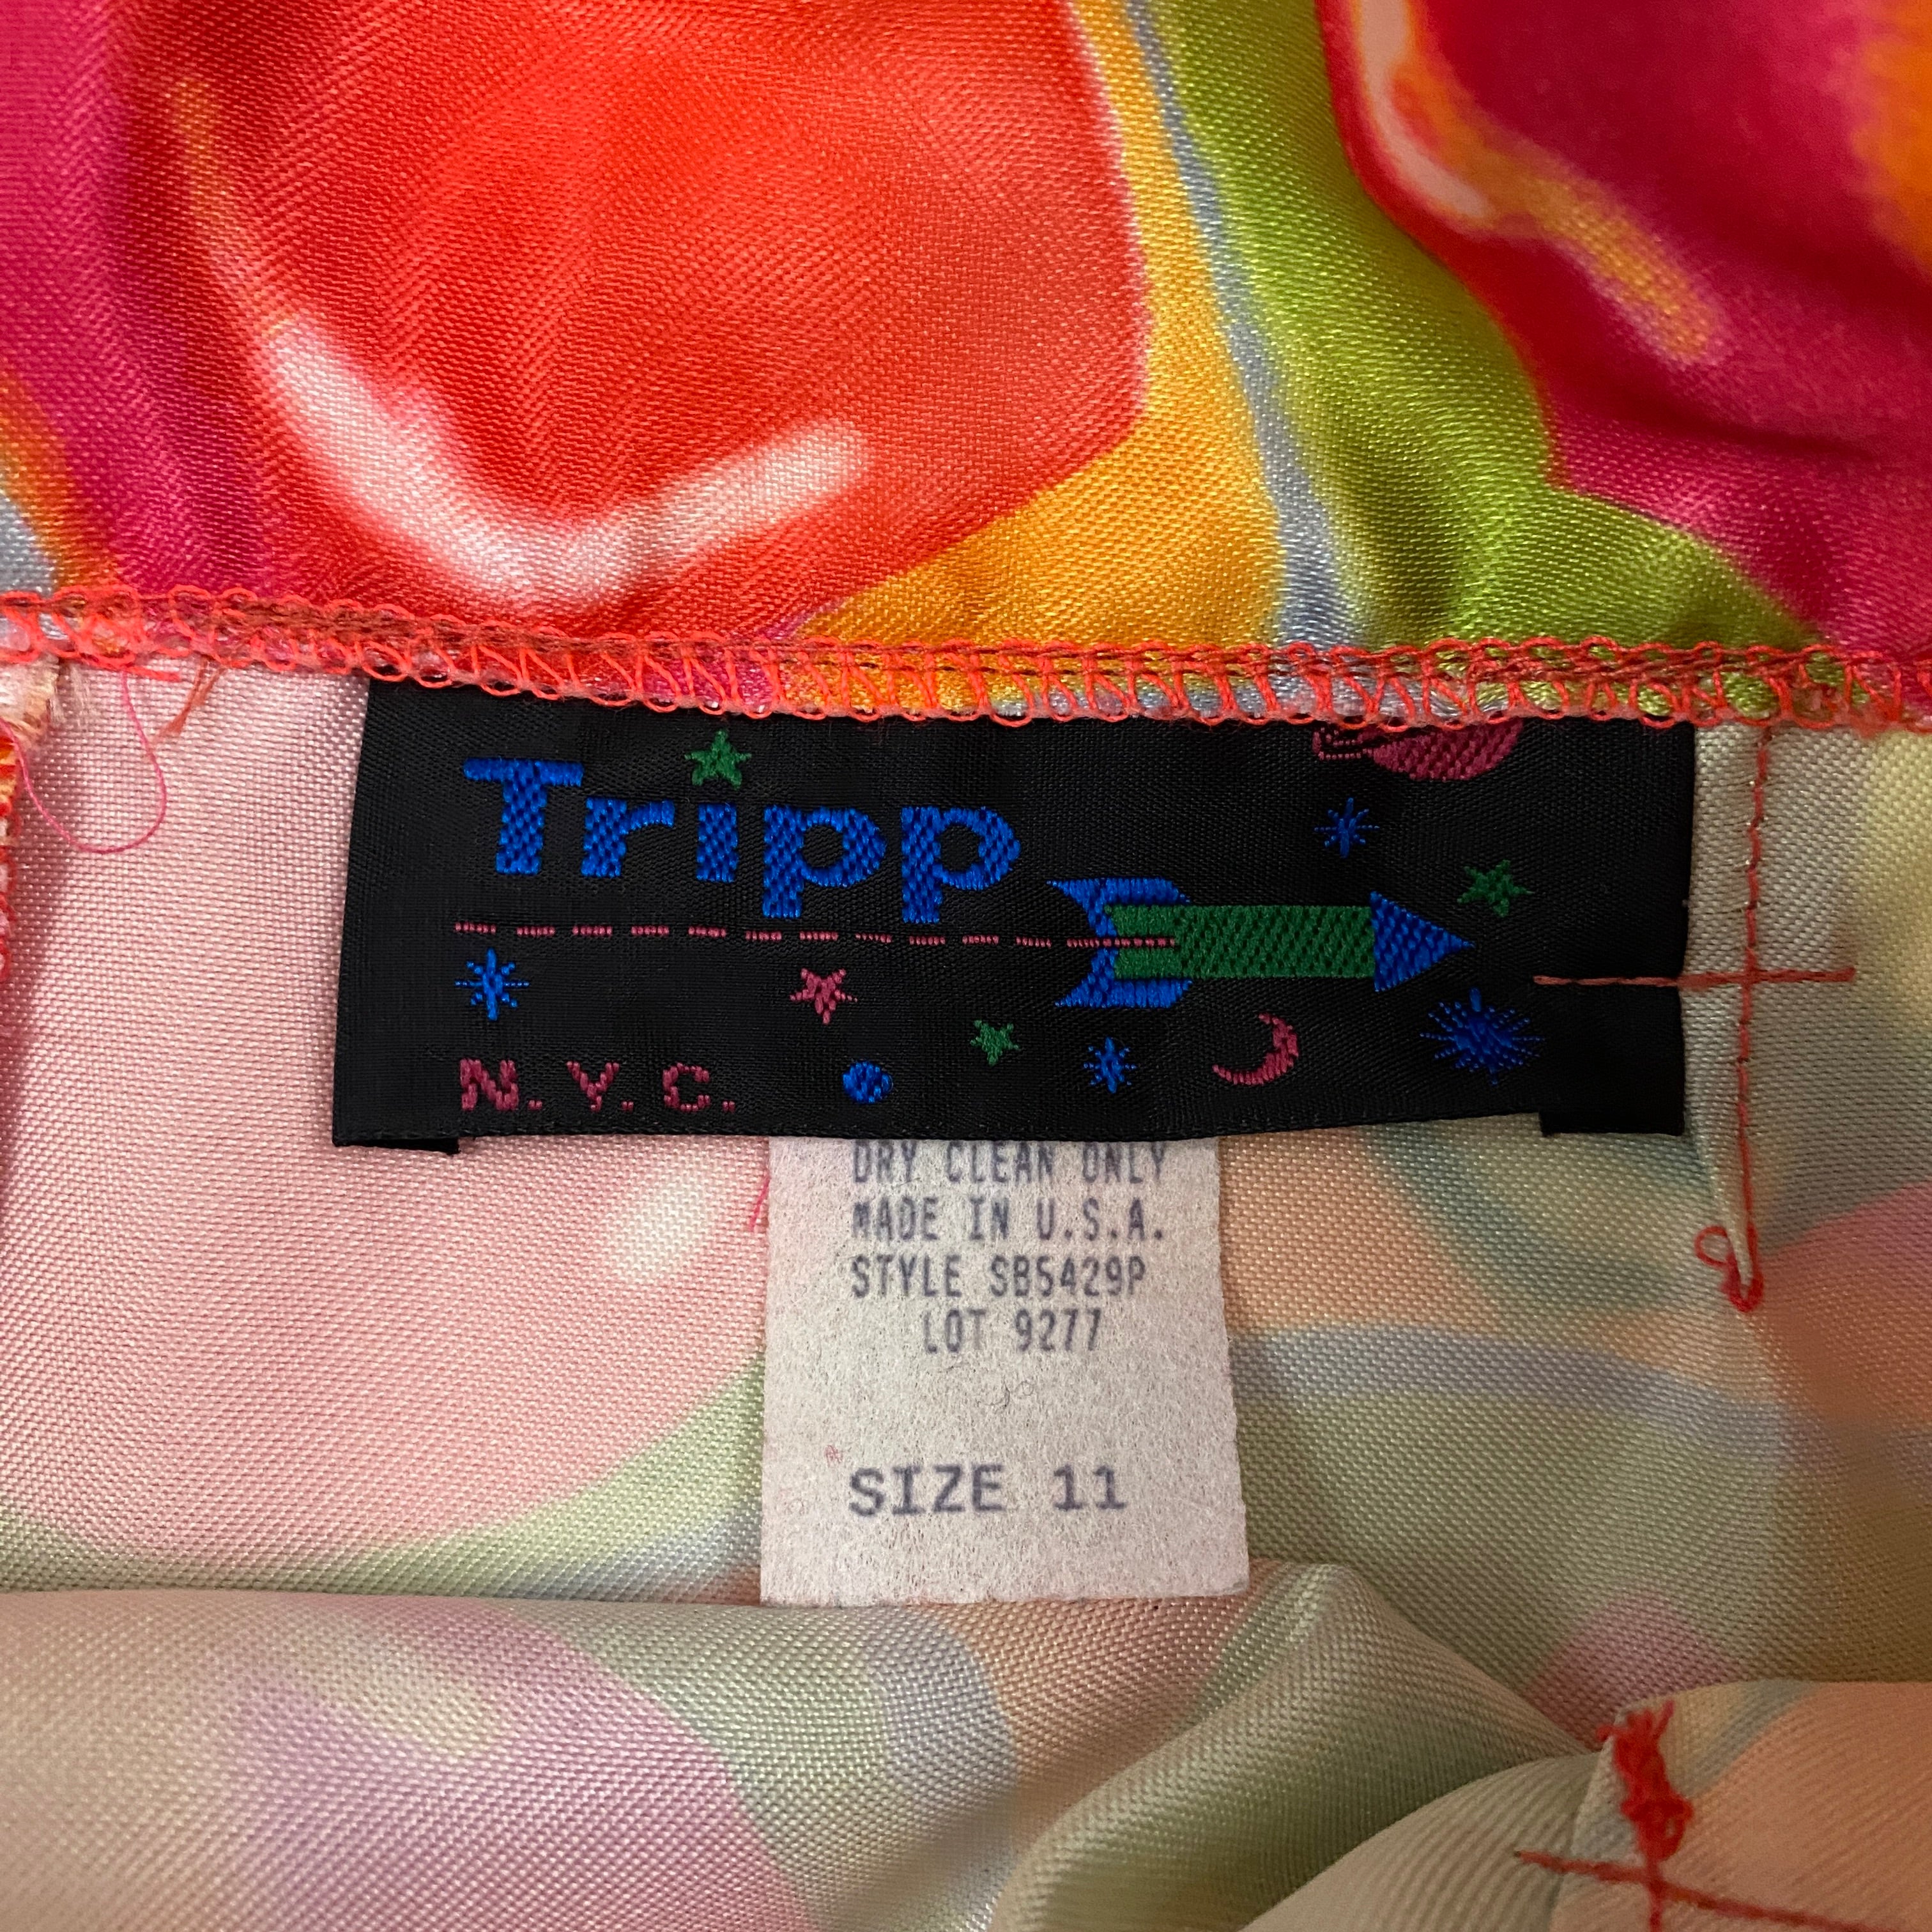 Tripp
N.Y.C.
DRY CLEAN ONLY
MADE IN U.S.A.
STYLE SB5429P
LOT 9277
SIZE 11